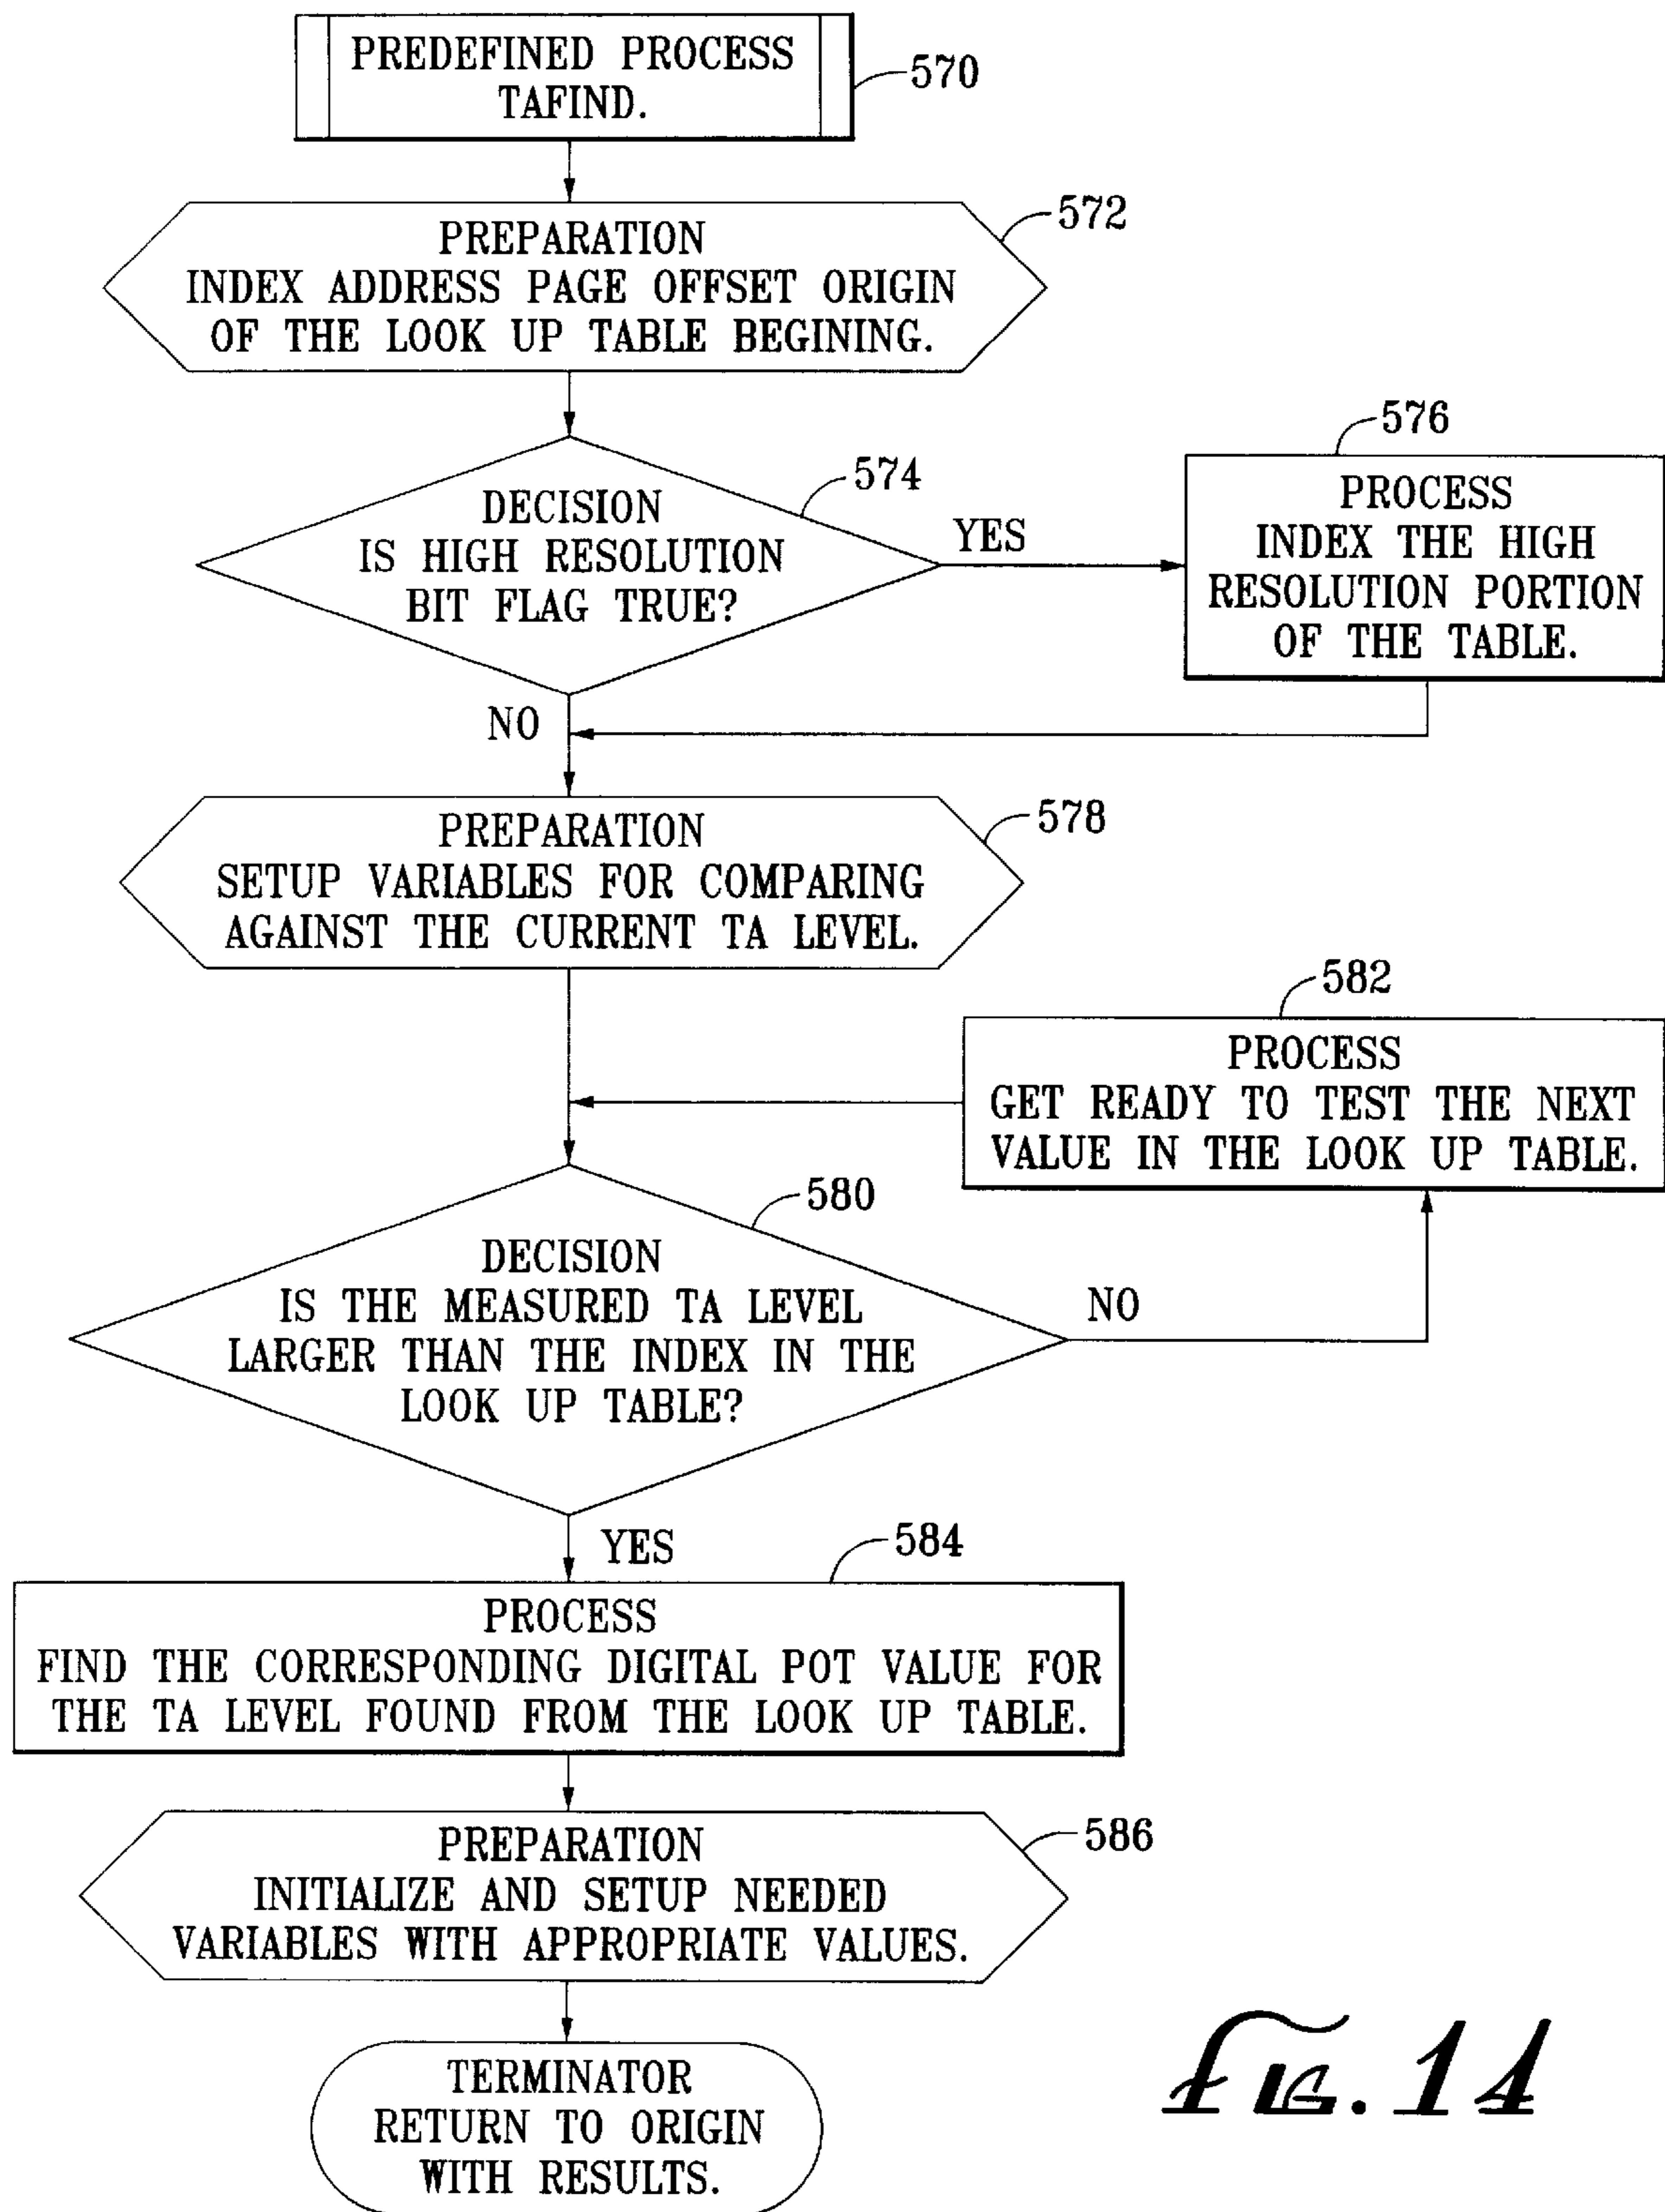 PREDEFINED PROCESS
TAFIND.
570
PREPARATION
INDEX ADDRESS PAGE OFFSET ORIGIN
OF THE LOOK UP TABLE BEGINING.
572
DECISION
IS HIGH RESOLUTION
BIT FLAG TRUE?
574
YES
576
PROCESS
INDEX THE HIGH
RESOLUTION PORTION
OF THE TABLE.
NO
PREPARATION
SETUP VARIABLES FOR COMPARING
AGAINST THE CURRENT TA LEVEL.
578
582
PROCESS
GET READY TO TEST THE NEXT
VALUE IN THE LOOK UP TABLE.
580
DECISION
IS THE MEASURED TA LEVEL
LARGER THAN THE INDEX IN THE
LOOK UP TABLE?
NO
YES
584
PROCESS
FIND THE CORRESPONDING DIGITAL POT VALUE FOR
THE TA LEVEL FOUND FROM THE LOOK UP TABLE.
PREPARATION
INITIALIZE AND SETUP NEEDED
VARIABLES WITH APPROPRIATE VALUES.
586
TERMINATOR
RETURN TO ORIGIN
WITH RESULTS.
FIG. 14